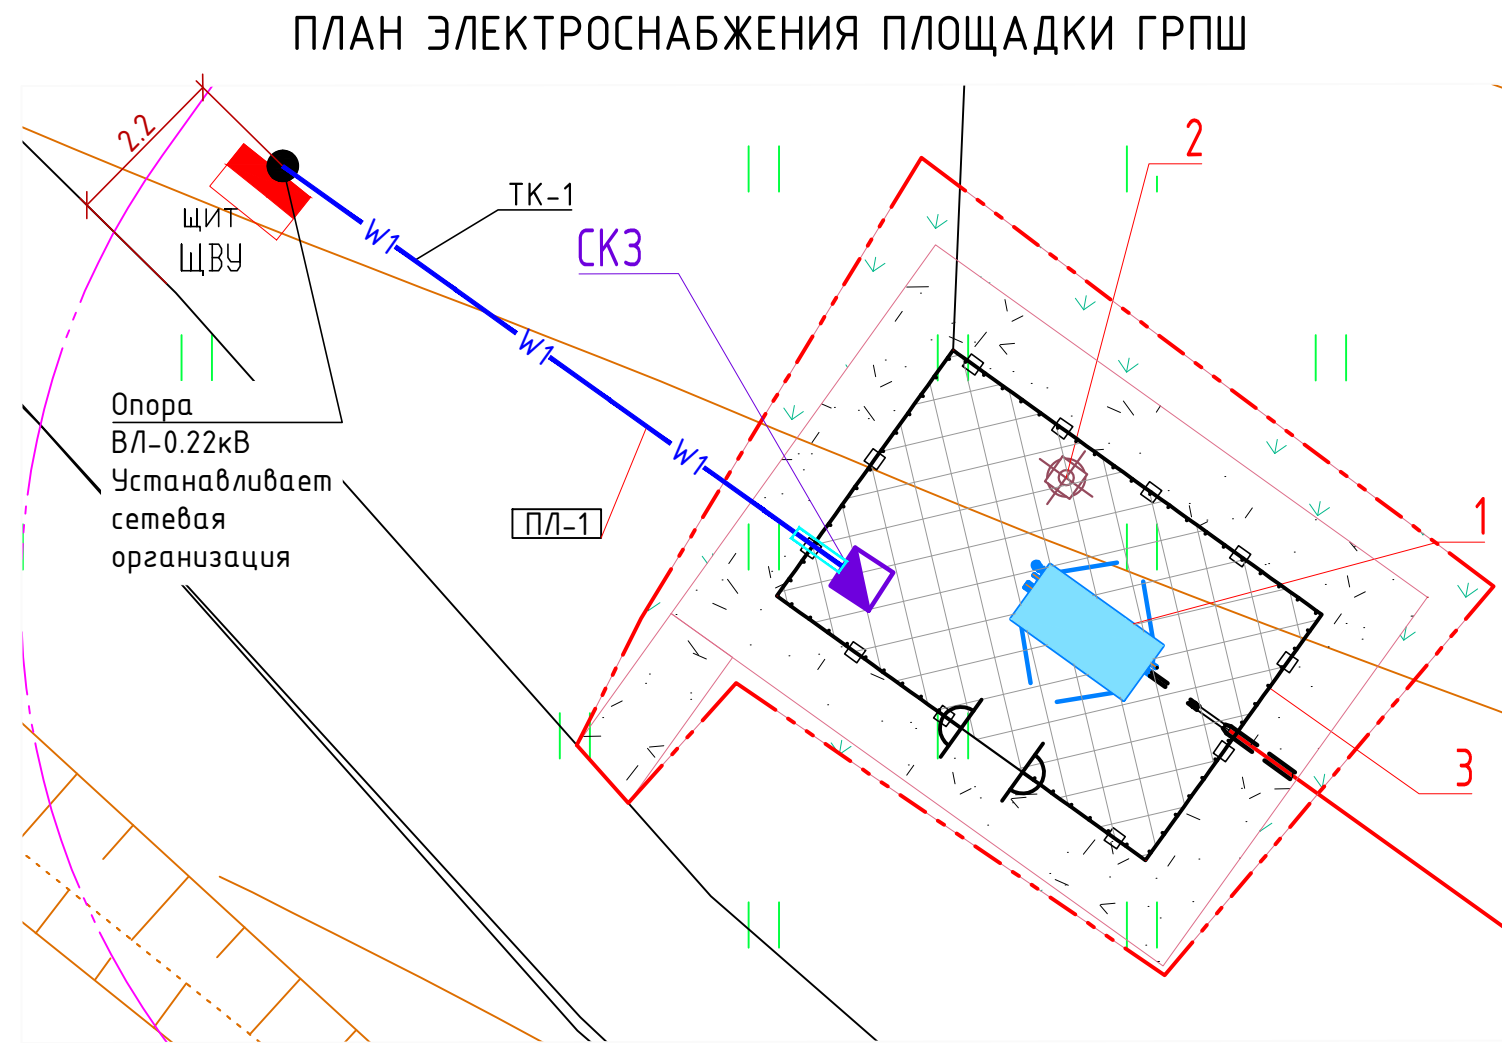 ПЛАН ЭЛЕКТРОСНАБЖЕНИЯ ПЛОЩАДКИ ГРПШ
2.2
2
ТК-1
ЩИТ
ЩВУ
W1
СКЗ
W1
Опора
ВЛ-0.22кВ
Устанавливает
сетевая
организация
W1
ПЛ-1
1
3